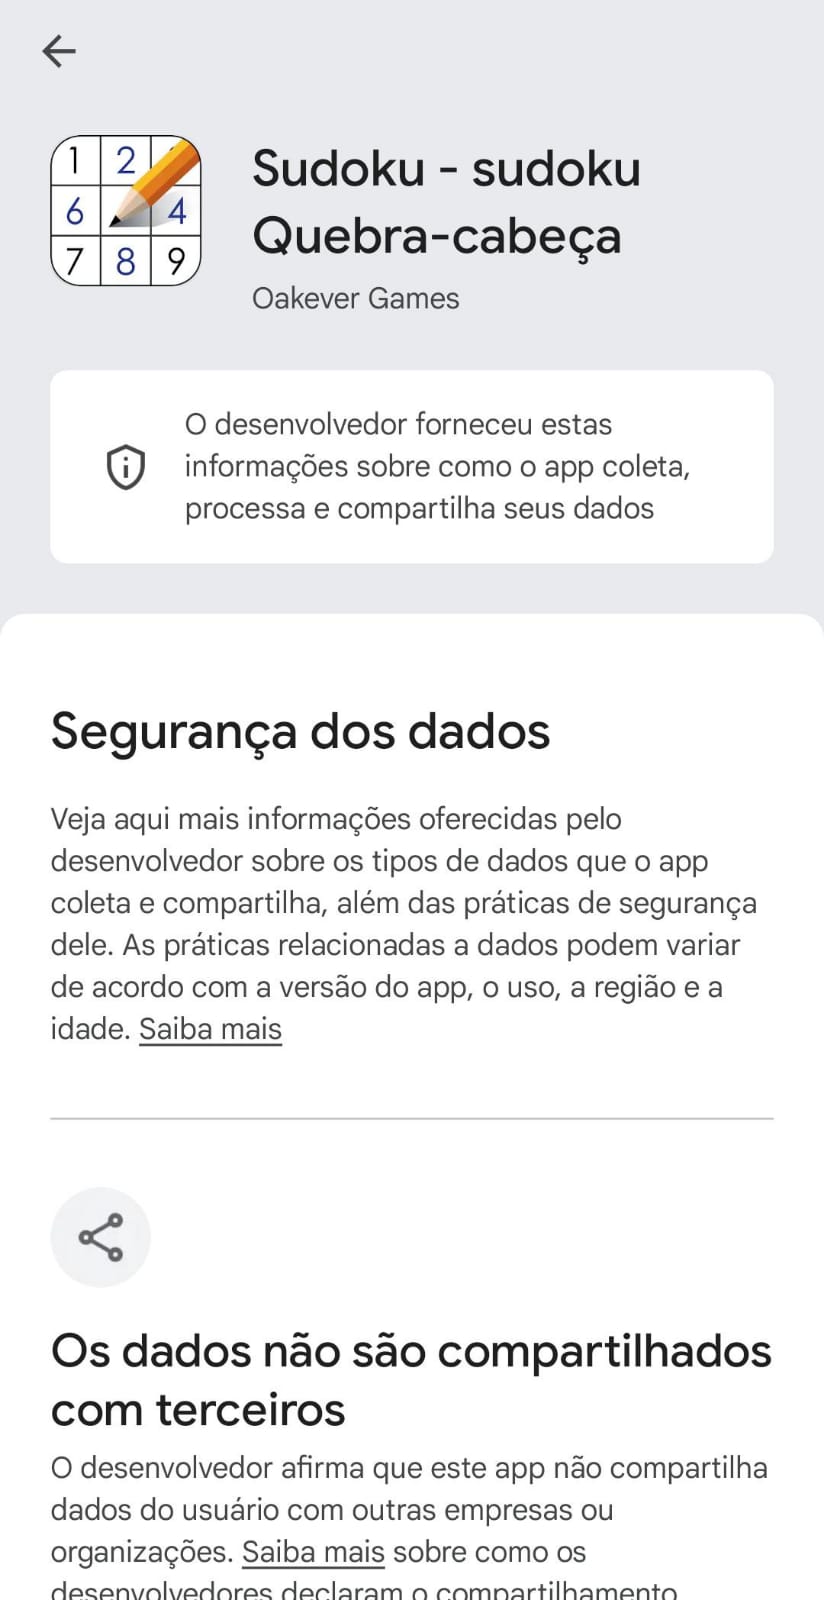 1 2
6 4
7 8 9
Sudoku - sudoku
Quebra-cabeça
Oakever Games
O desenvolvedor forneceu estas
informações sobre como o app coleta,
processa e compartilha seus dados
Segurança dos dados
Veja aqui mais informações oferecidas pelo
desenvolvedor sobre os tipos de dados que o app
coleta e compartilha, além das práticas de segurança
dele. As práticas relacionadas a dados podem variar
de acordo com a versão do app, o uso, a região e a
idade. Saiba mais
Os dados não são compartilhados
com terceiros
O desenvolvedor afirma que este app não compartilha
dados do usuário com outras empresas ou
organizações. Saiba mais sobre como os
desenvolvedores declaram o compartilhamento